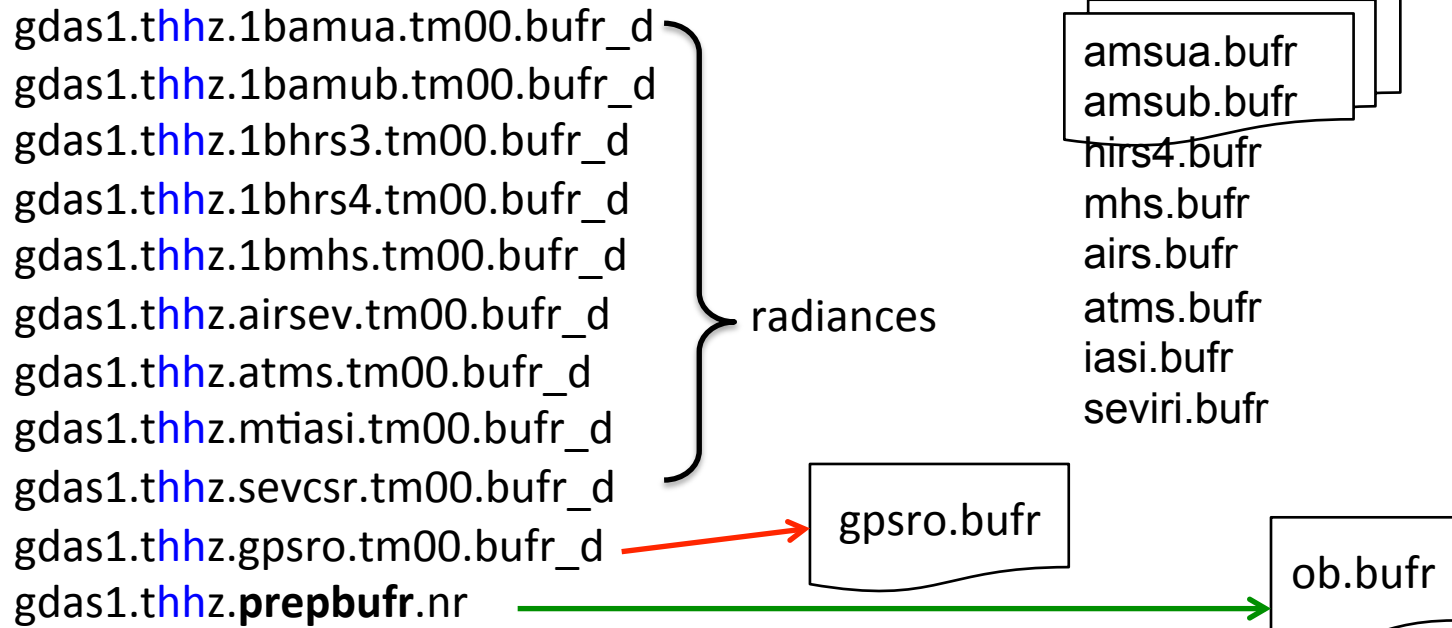 gdas1.thhz.1bamua.tm00.bufr_d
gdas1.thhz.1bamub.tm00.bufr_d
gdas1.thhz.1bhrs3.tm00.bufr_d
gdas1.thhz.1bhrs4.tm00.bufr_d
gdas1.thhz.1bmhs.tm00.bufr_d
gdas1.thhz.airsev.tm00.bufr_d
gdas1.thhz.atms.tm00.bufr_d
gdas1.thhz.mtiasi.tm00.bufr_d
gdas1.thhz.sevcsr.tm00.bufr_d
gdas1.thhz.gpsro.tm00.bufr_d
gdas1.thhz.prepbufr.nr
radiances
amsua.bufr
amsub.bufr
hirs4.bufr
mhs.bufr
airs.bufr
atms.bufr
iasi.bufr
seviri.bufr
gpsro.bufr
ob.bufr